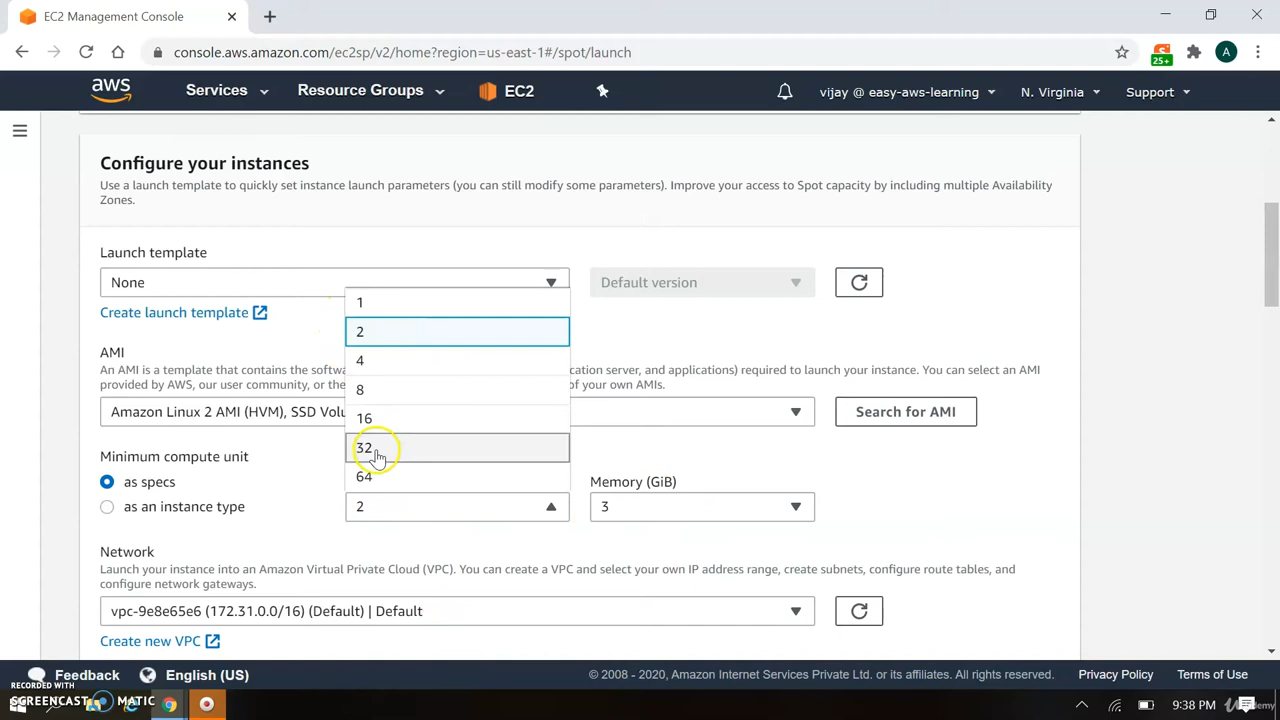 EC2 Management Console
console.aws.amazon.com/ec2sp/v2/home?region=us-east-1#/spot/launch
25+
A
aws
Services
Resource Groups
EC2
vijay @ easy-aws-learning
N. Virginia
Support
Configure your instances
Use a launch template to quickly set instance launch parameters (you can still modify some parameters). Improve your access to Spot capacity by including multiple Availability
Zones.
Launch template
None
Default version
Create launch template
1
2
4
8
16
32
64
AMI
An AMI is a template that contains the softw
cation server, and applications) required to launch your instance. You can select an AMI
provided by AWS, our user community, or the
of your own AMIs.
Amazon Linux 2 AMI (HVM), SSD Volu
Search for AMI
Minimum compute unit
as specs
as an instance type
2
Memory (GiB)
3
Network
Launch your instance into an Amazon Virtual Private Cloud (VPC). You can create a VPC and select your own IP address range, create subnets, configure route tables, and
configure network gateways.
vpc-9e8e65e6 (172.31.0.0/16) (Default) | Default
Create new VPC
Feedback
English (US)
© 2008 - 2020, Amazon Internet Services Private Ltd. or its affiliates. All rights reserved.
Privacy Policy
Terms of Use
RECORDED WITH
SCREENCAST MATIC
9:38 PM
Udemy